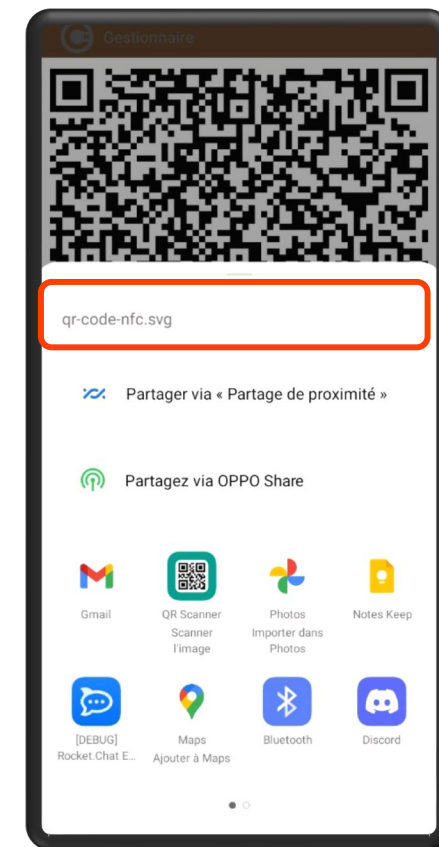 Gestionnaire
qr-code-nfc.svg
Partager via « Partage de proximité »
Partagez via OPPO Share
Gmail
QR Scanner
Scanner
l'image
Photos
Importer dans
Photos
Notes Keep
[DEBUG]
Rocket.Chat E...
Maps
Ajouter à Maps
Bluetooth
Discord